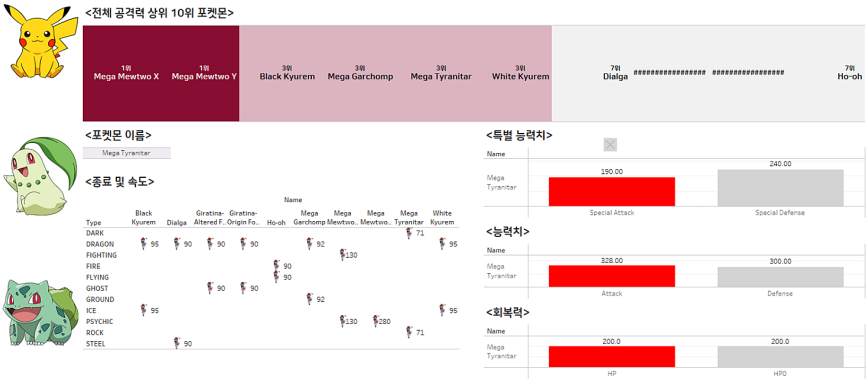 <전체 공격력 상위 10위 포켓몬>
1위 1위 3위 3위 3위 3위 7위 7위
Mega Mewtwo X Mega Mewtwo Y Black Kyurem Mega Garchomp Mega Tyranitar White Kyurem Dialga ################# ################# Ho-oh
<포켓몬 이름>
Mega Tyranitar
<종류 및 속도>
Name
Black Giratina- Giratina- Mega Mega Mega Mega White
Type Kyurem Dialga Altered F.. Origin Fo.. Ho-oh Garchomp Mewtwo.. Mewtwo.. Tyranitar Kyurem
DARK 71
DRAGON 95 90 90 90 92 95
FIGHTING 130
FIRE 90
FLYING 90
GHOST 90 90
GROUND 92
ICE 95 95
PSYCHIC 130 280
ROCK 71
STEEL 90
<특별 능력치>
Name
Mega
Tyranitar
190.00 240.00
Special Attack Special Defense
<능력치>
Name
Mega
Tyranitar
328.00 300.00
Attack Defense
<회복력>
Name
Mega
Tyranitar
200.0 200.0
HP HP0